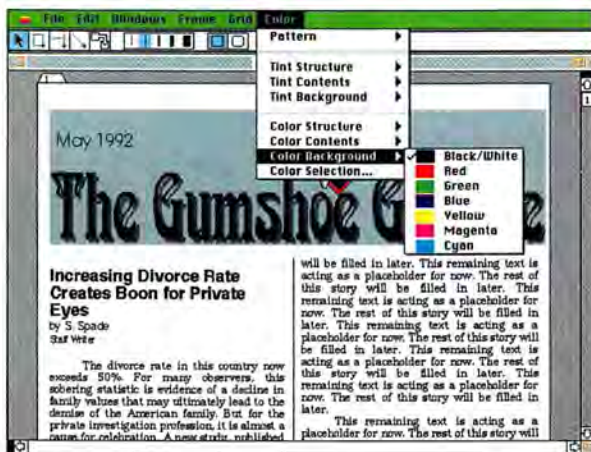 File Edit Windows Frame Grid Color
Pattern
Tint Structure
Tint Contents
Tint Background
Color Structure
Color Contents
Color Background
Color Selection...
Black/White
Red
Green
Blue
Yellow
Magenta
Cyan
1
May 1992
The Gumshoe G
Increasing Divorce Rate
Creates Boon for Private
Eyes
by S. Spade
Staff Writer
The divorce rate in this country now
exceeds 50%. For many observers, this
sobering statistic is evidence of a decline in
family values that may ultimately lead to the
demise of the American family. But for the
private investigation profession, it is almost a
cause for celebration. A new study, published
will be filled in later. This remaining text is
acting as a placeholder for now. The rest of
this story will be filled in later. This
remaining text is acting as a placeholder for
now. The rest of this story will be filled in
later. This remaining text is acting as a
placeholder for now. The rest of this story will
be filled in later. This remaining text is
acting as a placeholder for now. The rest of
this story will be filled in later. This
remaining text is acting as a placeholder for
now. The rest of this story will be filled in
later.
This remaining text is acting as a
placeholder for now. The rest of this story will